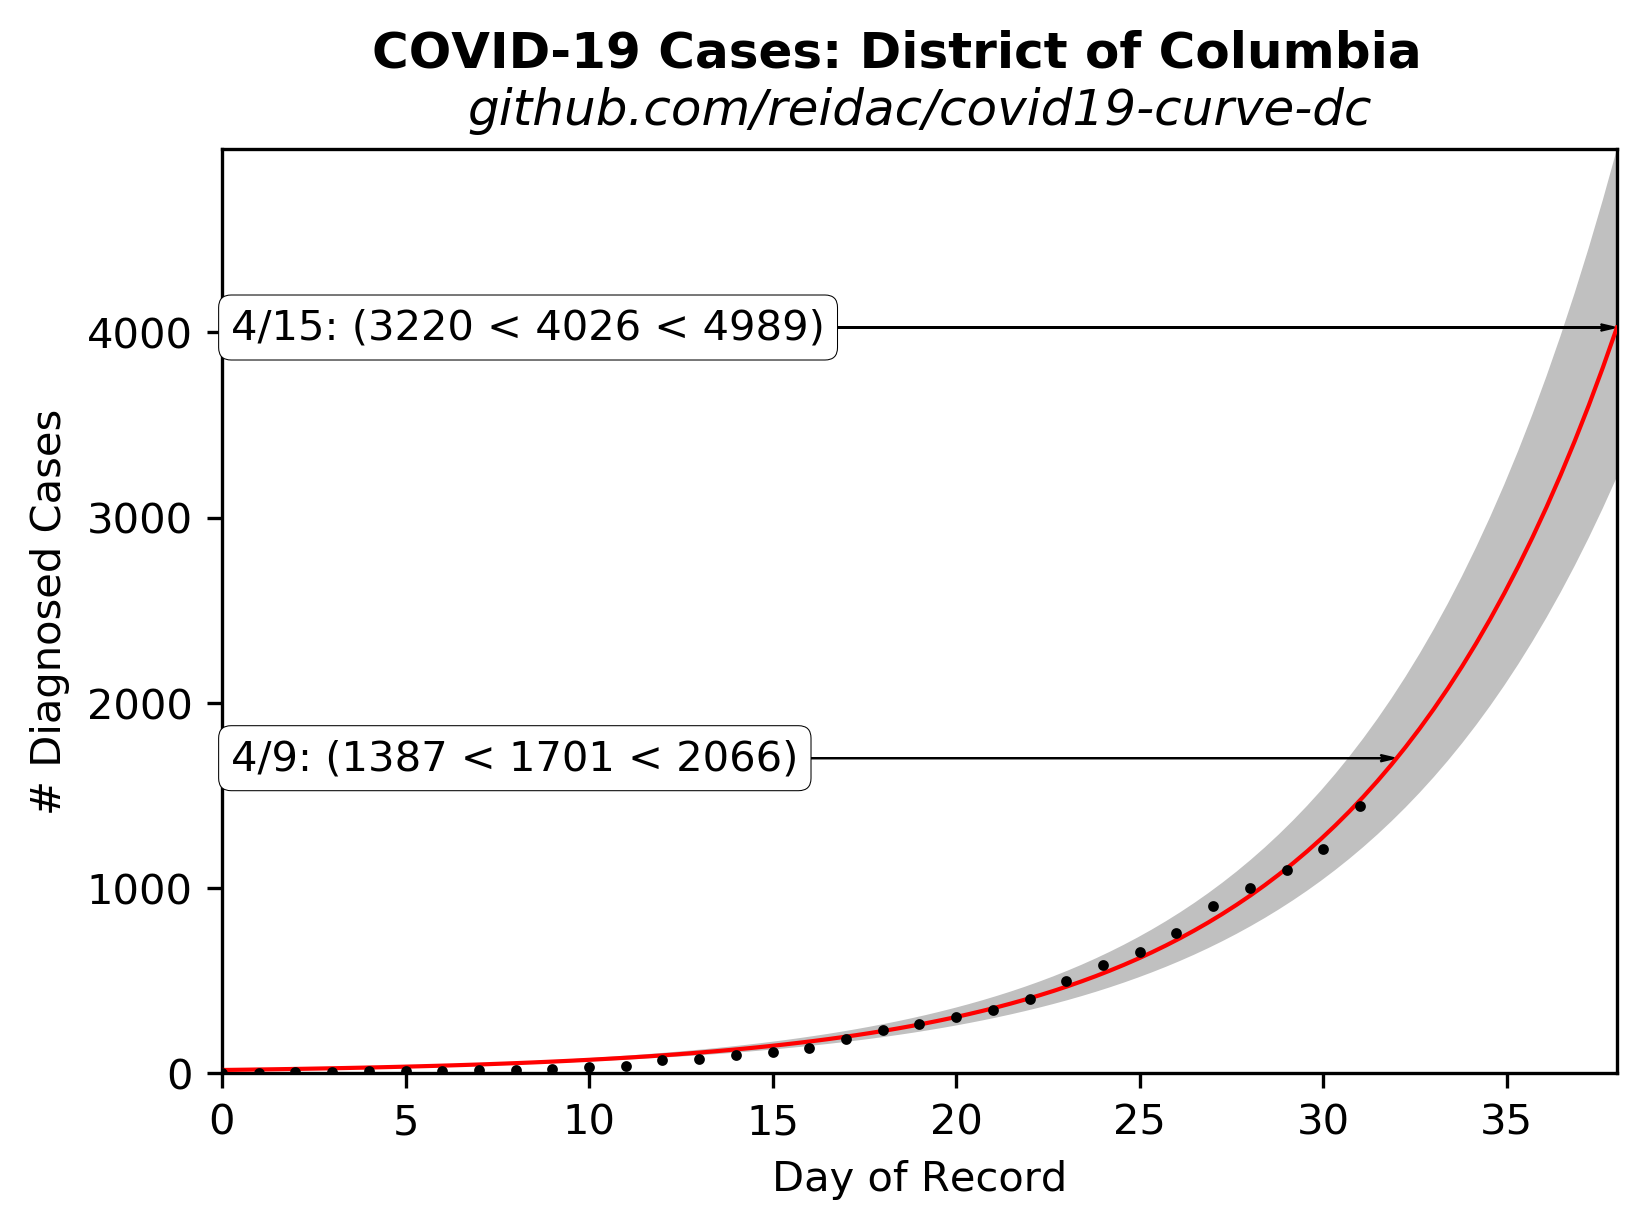 COVID-19 Cases: District of Columbia
github.com/reidac/covid19-curve-dc
4/15: (3220 < 4026 < 4989)
4/9: (1387 < 1701 < 2066)
# Diagnosed Cases
4000
3000
2000
1000
0
0 5 10 15 20 25 30 35
Day of Record